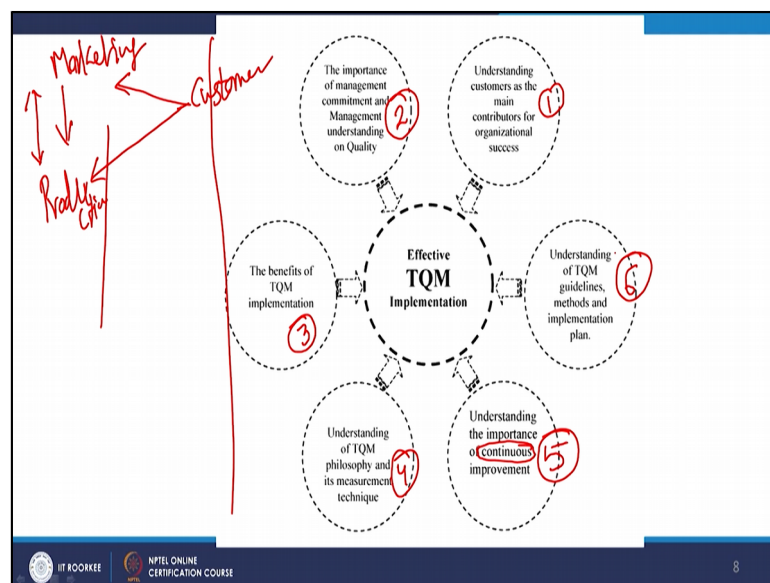 Marketing
Customer
Production
The importance
of management
commitment and
Management
understanding
on Quality
2
Understanding
customers as the
main
contributors for
organizational
success
1
The benefits of
TQM
implementation
3
Effective
TQM
Implementation
Understanding
of TQM
guidelines,
methods and
implementation
plan.
6
Understanding
of TQM
philosophy and
its measurement
technique
4
Understanding
the importance
of continuous
improvement
5
IIT ROORKEE
NPTEL ONLINE
CERTIFICATION COURSE
8